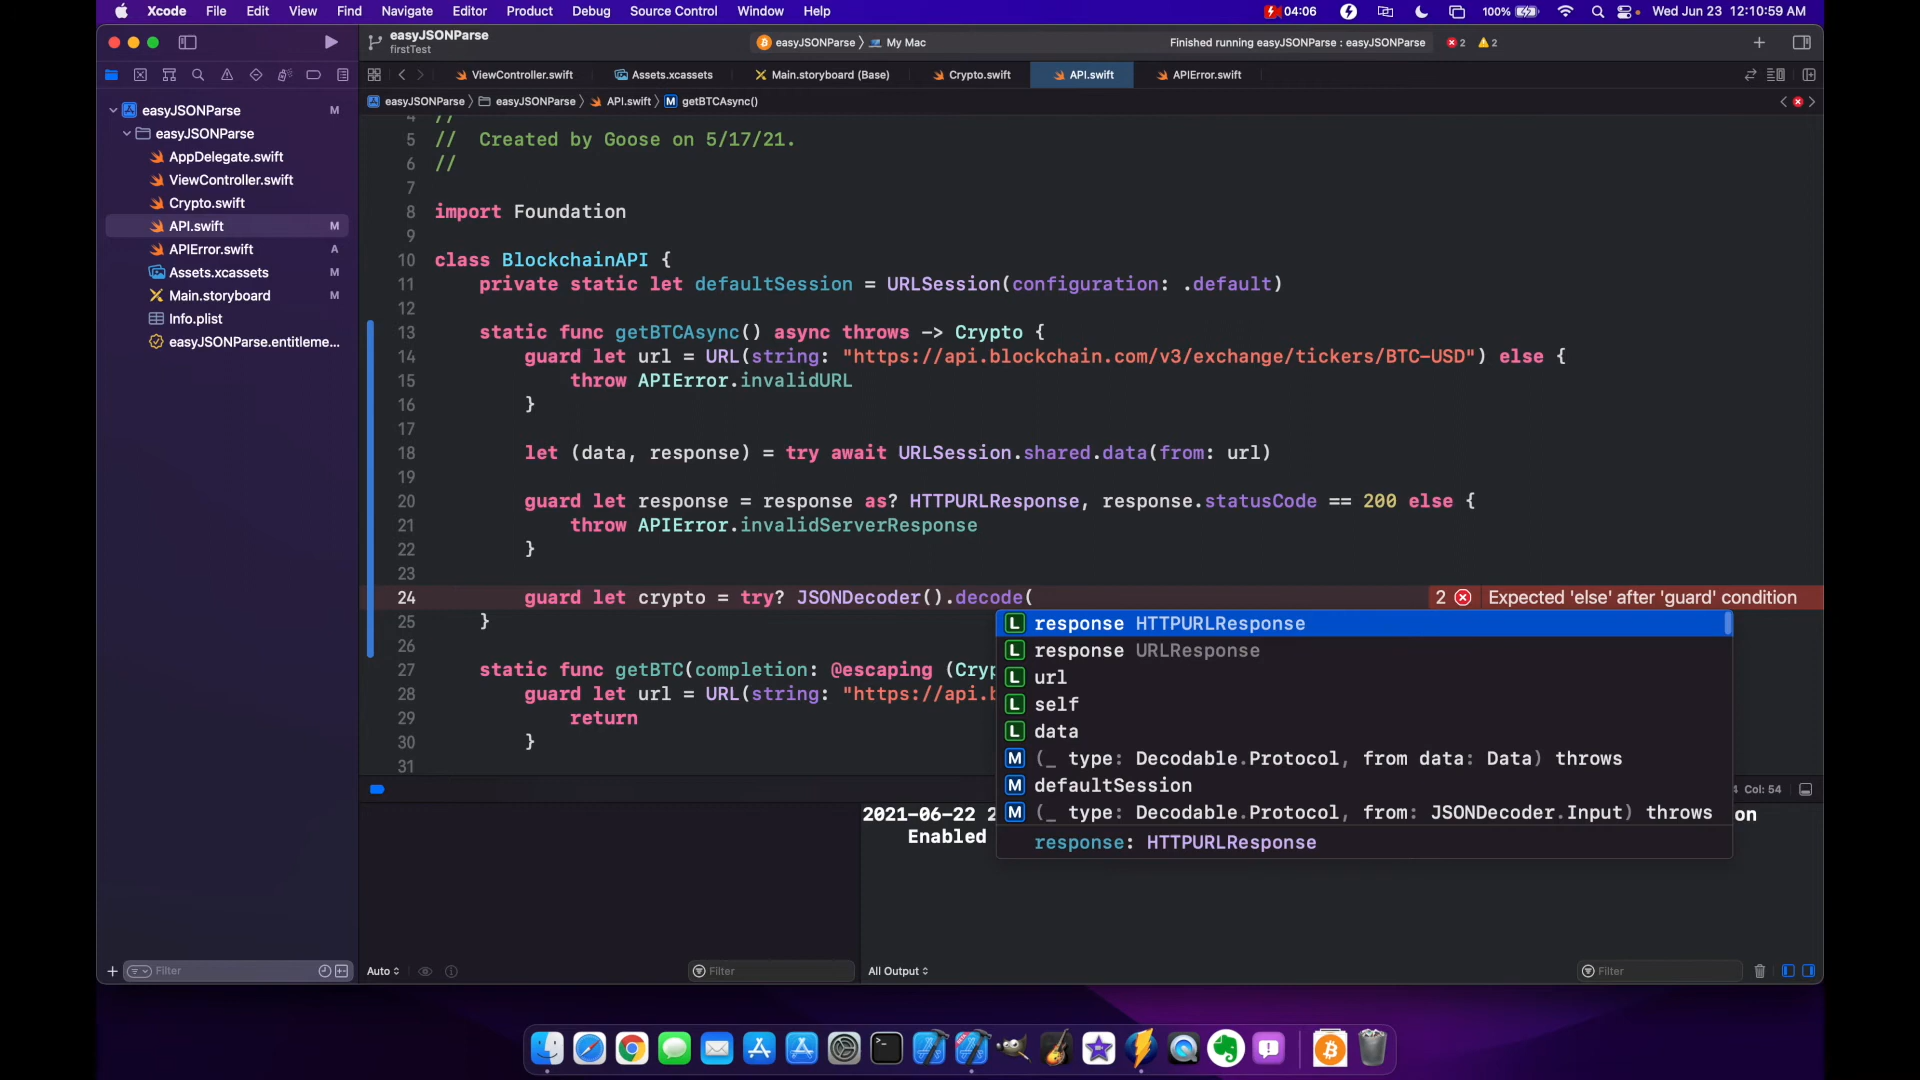 Xcode File Edit View Find Navigate Editor Product Debug Source Control Window Help
04:06 100% Wed Jun 23 12:10:59 AM
easyJSONParse
firstTest
easyJSONParse 〉 My Mac
Finished running easyJSONParse : easyJSONParse 2 2
ViewController.swift Assets.xcassets Main.storyboard (Base) Crypto.swift API.swift APIError.swift
easyJSONParse 〉 easyJSONParse 〉 API.swift 〉 M getBTCAsync()
easyJSONParse M
easyJSONParse
AppDelegate.swift
ViewController.swift
Crypto.swift
API.swift M
APIError.swift A
Assets.xcassets M
Main.storyboard M
Info.plist
easyJSONParse.entitleme...
4 //
5 // Created by Goose on 5/17/21.
6 //
7
8 import Foundation
9
10 class BlockchainAPI {
11 private static let defaultSession = URLSession(configuration: .default)
12
13 static func getBTCAsync() async throws -> Crypto {
14 guard let url = URL(string: "https://api.blockchain.com/v3/exchange/tickers/BTC-USD") else {
15 throw APIError.invalidURL
16 }
17
18 let (data, response) = try await URLSession.shared.data(from: url)
19
20 guard let response = response as? HTTPURLResponse, response.statusCode == 200 else {
21 throw APIError.invalidServerResponse
22 }
23
24 guard let crypto = try? JSONDecoder().decode( 2 Expected 'else' after 'guard' condition
25 }
26
27 static func getBTC(completion: @escaping (Cryp
28 guard let url = URL(string: "https://api.b
29 return
30 }
31
L response HTTPURLResponse
L response URLResponse
L url
L self
L data
M (_ type: Decodable.Protocol, from data: Data) throws
M defaultSession
M (_ type: Decodable.Protocol, from: JSONDecoder.Input) throws
response: HTTPURLResponse
4 Col: 54
2021-06-22 2
on
Enabled
Filter
Auto
Filter
All Output
Filter